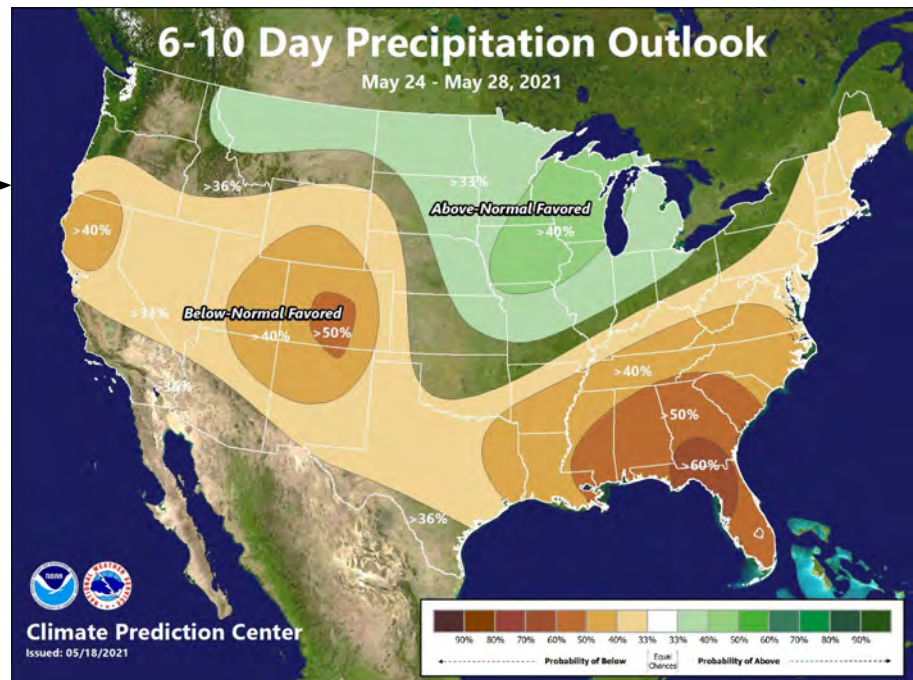 6-10 Day Precipitation Outlook
May 24 - May 28, 2021
>36%
>33%
Above-Normal Favored
>40%
>40%
>33%
Below-Normal Favored
>40%
>50%
>40%
>36%
>50%
>60%
>36%
NOAA
Climate Prediction Center
Issued: 05/18/2021
90% 80% 70% 60% 50% 40% 33% 33% 40% 50% 60% 70% 80% 90%
Probability of Below
Equal
Chances
Probability of Above